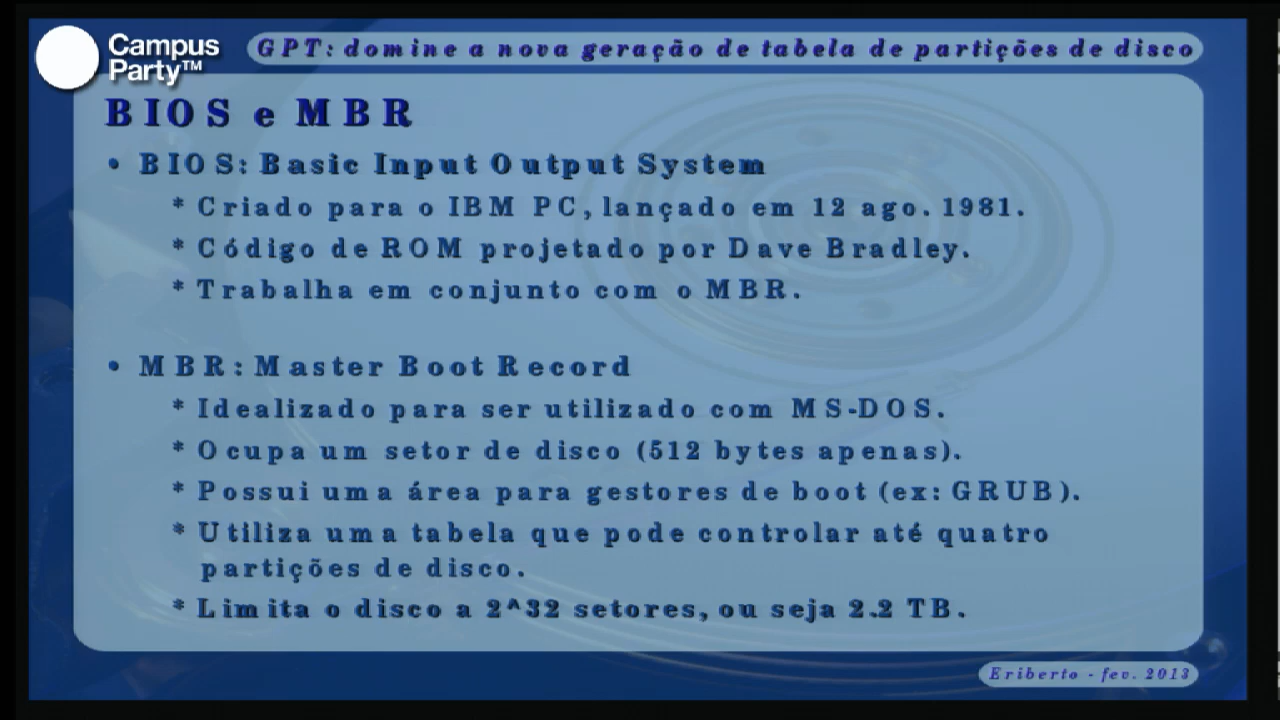 Campus
Party™
GPT: domine a nova geração de tabela de partições de disco
BIOS e MBR
• BIOS: Basic Input Output System
* Criado para o IBM PC, lançado em 12 ago. 1981.
* Código de ROM projetado por Dave Bradley.
* Trabalha em conjunto com o MBR.
• MBR: Master Boot Record
* Idealizado para ser utilizado com MS-DOS.
* Ocupa um setor de disco (512 bytes apenas).
* Possui uma área para gestores de boot (ex: GRUB).
* Utiliza uma tabela que pode controlar até quatro
partições de disco.
* Limita o disco a 2^32 setores, ou seja 2.2 TB.
Eriberto - fev. 2013